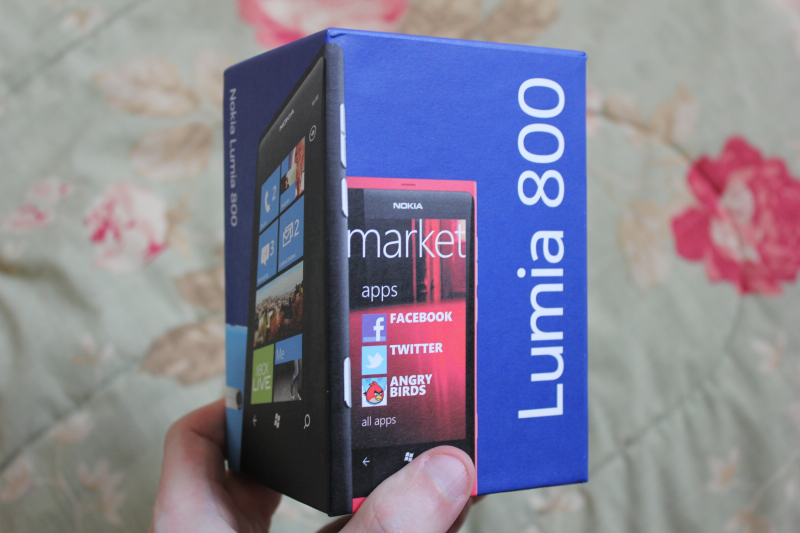 Nokia Lumia 800
2
2
3
Me
XBOX
LIVE
NOKIA
market
apps
FACEBOOK
TWITTER
ANGRY
BIRDS
all apps
Lumia 800